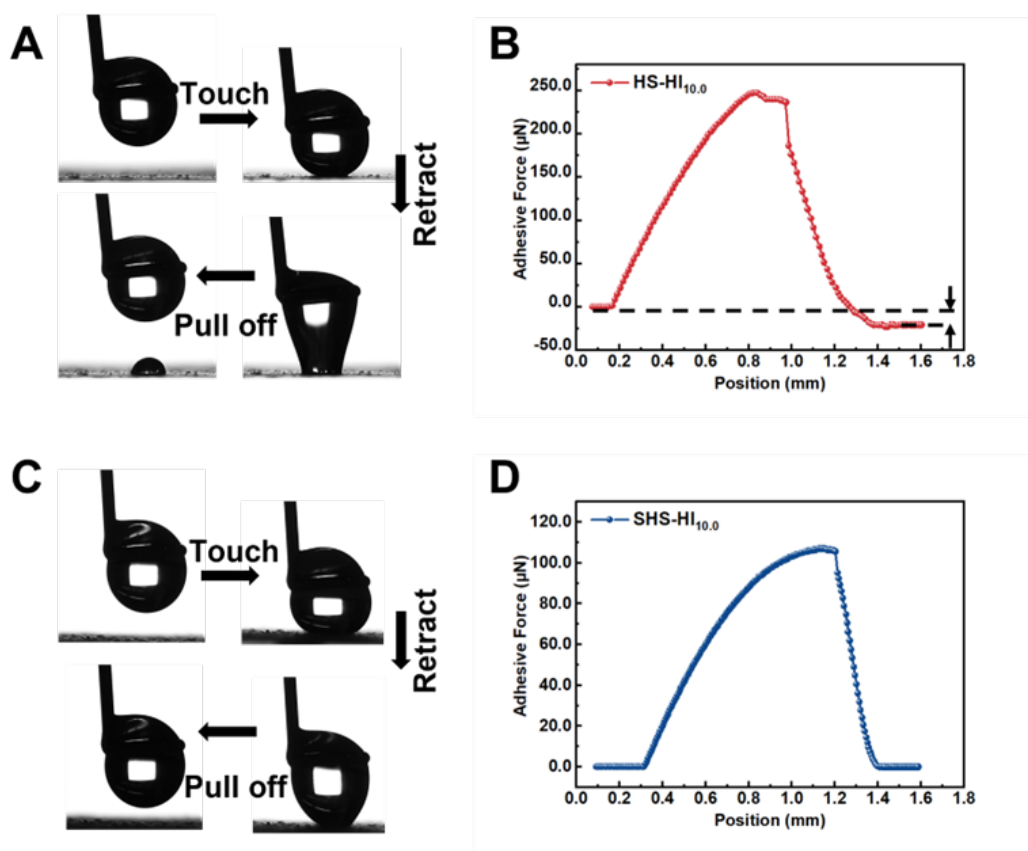 A
Touch
Retract
Pull off
B
HS-HI10.0
Adhesive Force (µN)
250.0
200.0
150.0
100.0
50.0
0.0
-50.0
0.0 0.2 0.4 0.6 0.8 1.0 1.2 1.4 1.6 1.8
Position (mm)
C
Touch
Retract
Pull off
D
SHS-HI10.0
Adhesive Force (µN)
120.0
100.0
80.0
60.0
40.0
20.0
0.0
0.0 0.2 0.4 0.6 0.8 1.0 1.2 1.4 1.6 1.8
Position (mm)